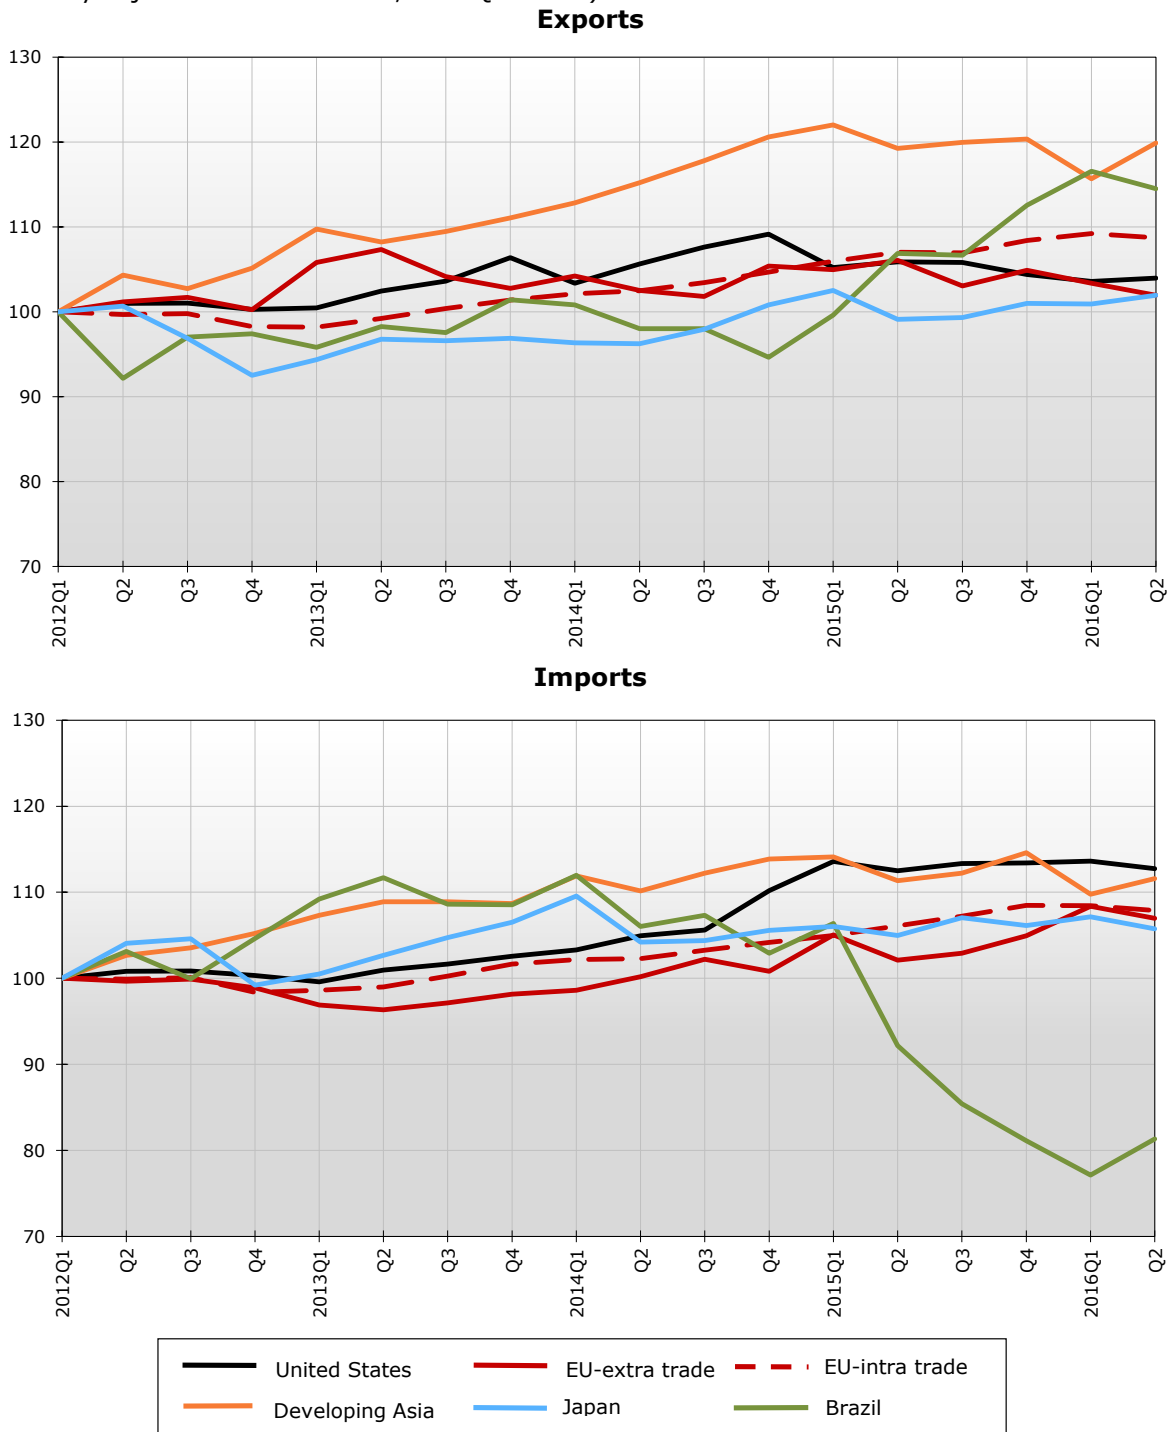 Exports
130
120
110
100
90
80
70
2012Q1
Q2
Q3
Q4
2013Q1
Q2
Q3
Q4
2014Q1
Q2
Q3
Q4
2015Q1
Q2
Q3
Q4
2016Q1
Q2
Imports
130
120
110
100
90
80
70
2012Q1
Q2
Q3
Q4
2013Q1
Q2
Q3
Q4
2014Q1
Q2
Q3
Q4
2015Q1
Q2
Q3
Q4
2016Q1
Q2
United States
EU-extra trade
EU-intra trade
Developing Asia
Japan
Brazil